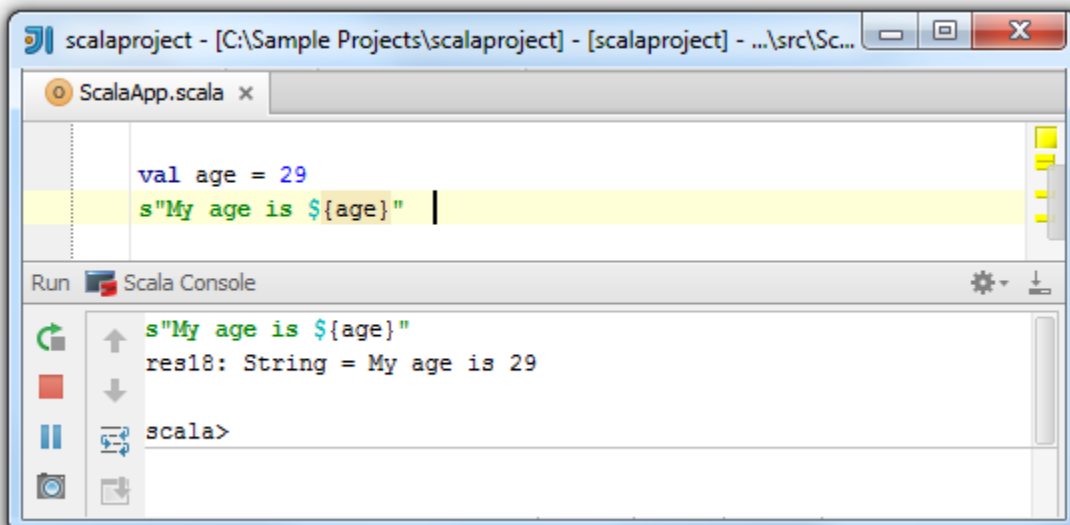 scalaproject - [C:\Sample Projects\scalaproject] - [scalaproject] - ...\src\Sc...
ScalaApp.scala
val age = 29
s"My age is ${age}"
Run Scala Console
s"My age is ${age}"
res18: String = My age is 29
scala>